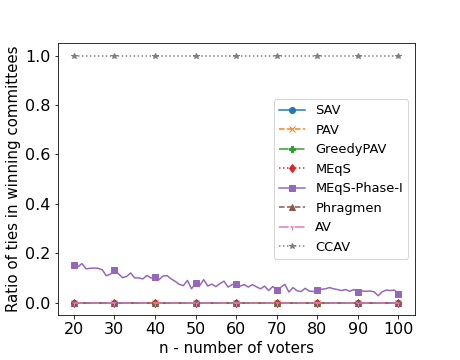 Ratio of ties in winning committees
1.0
0.8
0.6
0.4
0.2
0.0
SAV
PAV
GreedyPAV
MEqS
MEqS-Phase-I
Phragmen
AV
CCAV
20 30 40 50 60 70 80 90 100
n - number of voters